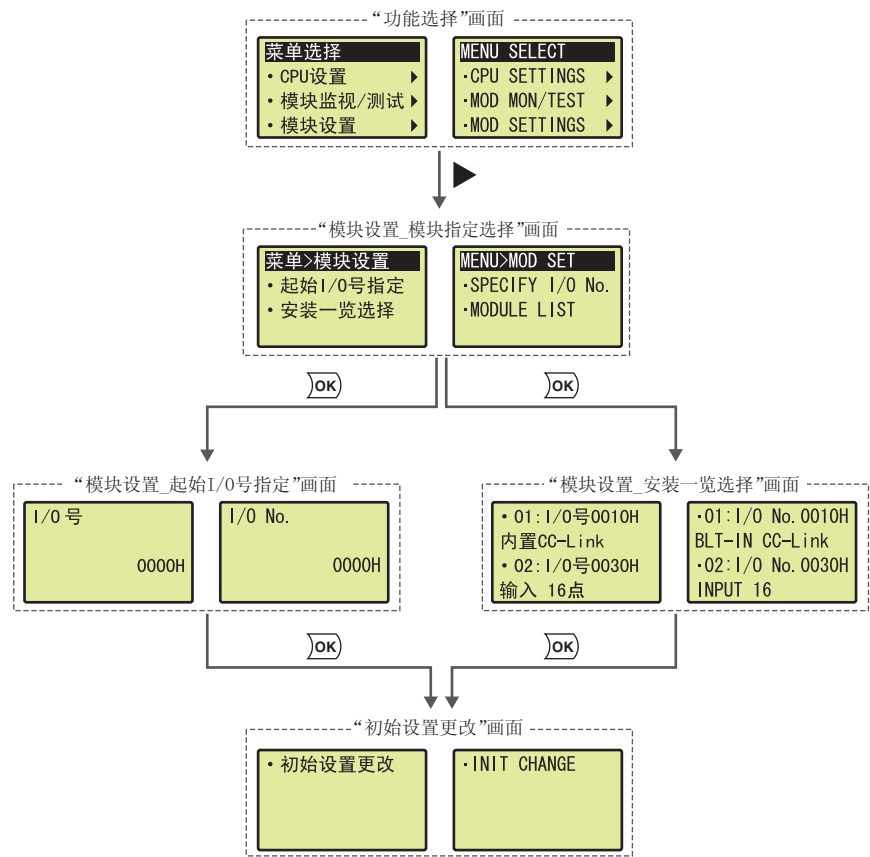 “功能选择”画面
菜单选择
・CPU设置
・模块监视/测试
・模块设置
MENU SELECT
·CPU SETTINGS
·MOD MON/TEST
·MOD SETTINGS
“模块设置_模块指定选择”画面
菜单>模块设置
・起始I/O号指定
・安装一览选择
MENU>MOD SET
·SPECIFY I/O No.
·MODULE LIST
OK
OK
“模块设置_起始I/O号指定”画面
I/O号
0000H
I/O No.
0000H
“模块设置_安装一览选择”画面
・01:I/O号0010H
内置CC-Link
・02:I/O号0030H
输入 16点
·01:I/O No.0010H
BLT-IN CC-Link
·02:I/O No.0030H
INPUT 16
OK
OK
“初始设置更改”画面
・初始设置更改
·INIT CHANGE